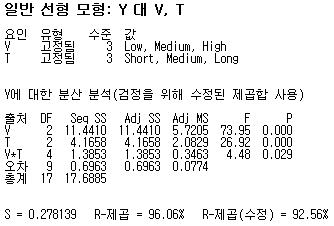 일반 선형 모형: Y 대 V, T
요인 유형 수준 값
V 고정됨 3 Low, Medium, High
T 고정됨 3 Short, Medium, Long
Y에 대한 분산 분석(검정을 위해 수정된 제곱합 사용)
출처 DF Seq SS Adj SS Adj MS F P
V 2 11.4410 11.4410 5.7205 73.95 0.000
T 2 4.1658 4.1658 2.0829 26.92 0.000
V*T 4 1.3853 1.3853 0.3463 4.48 0.029
오차 9 0.6963 0.6963 0.0774
총계 17 17.6885
S = 0.278139 R-제곱 = 96.06% R-제곱(수정) = 92.56%